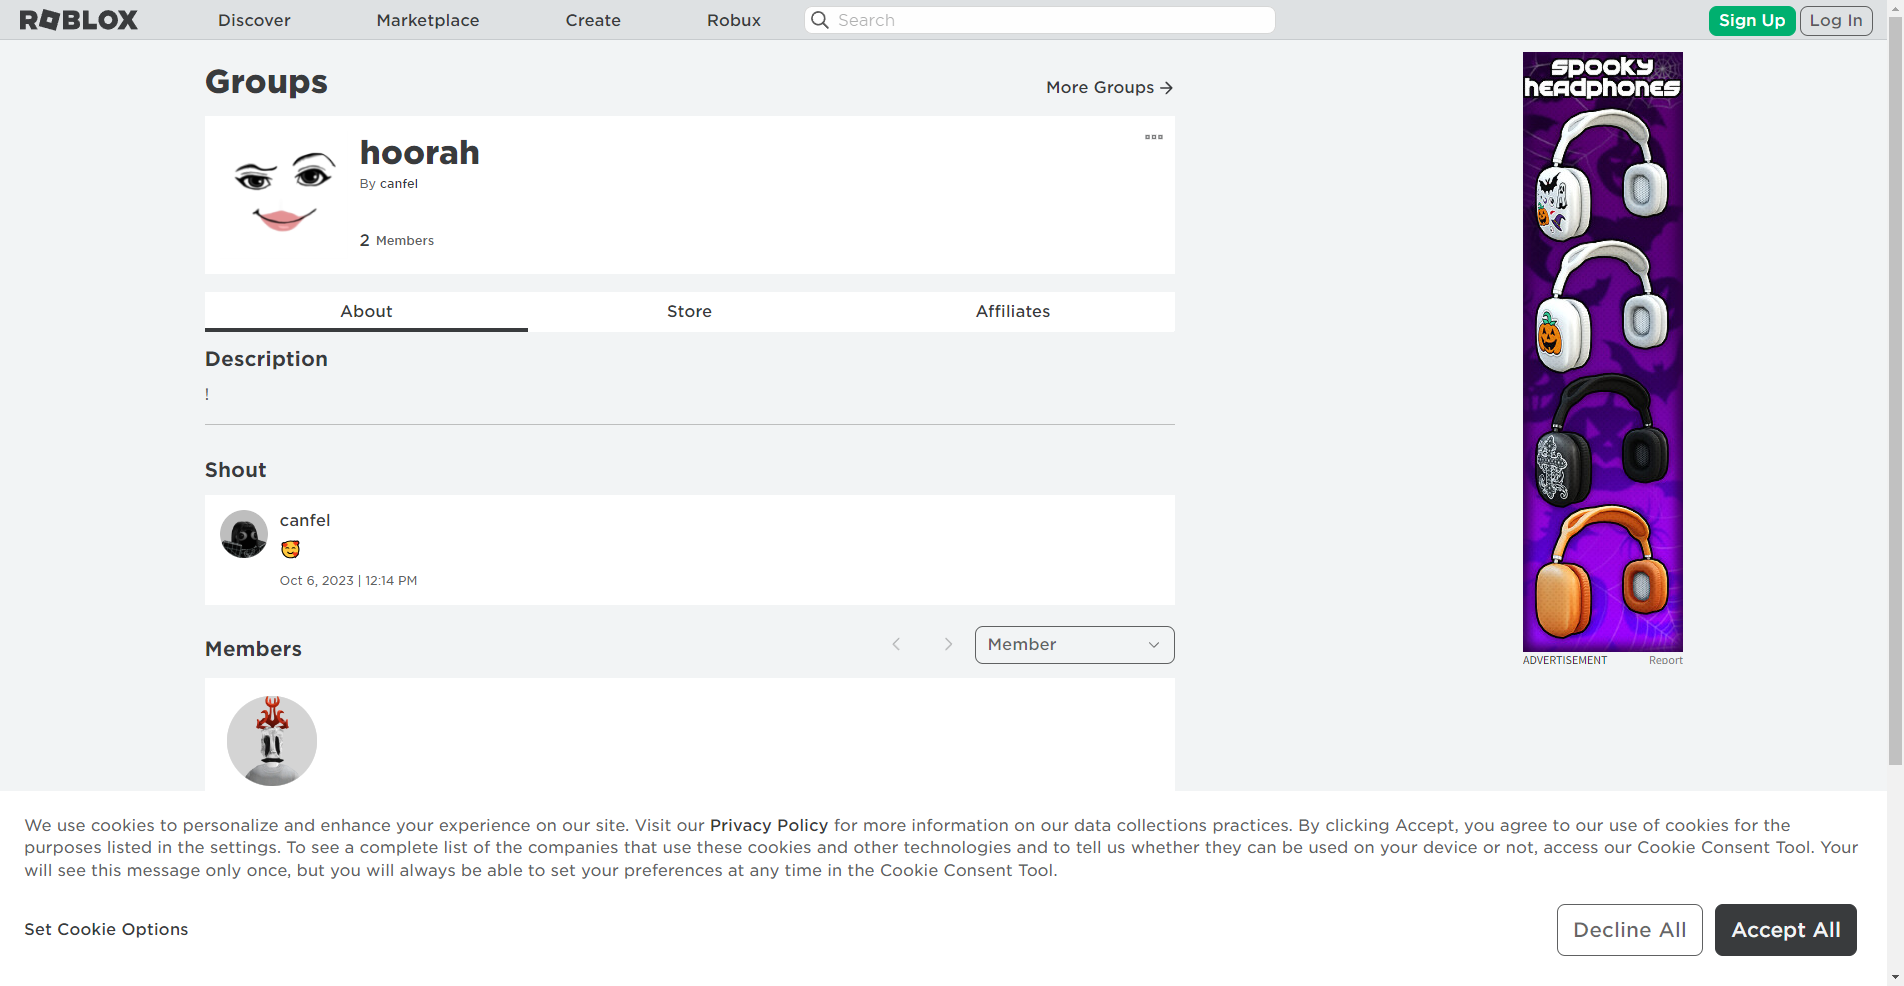 ROBLOX
Discover
Marketplace
Create
Robux
Search
Sign Up
Log In
Groups
More Groups
hoorah
By canfel
2 Members
About
Store
Affiliates
Description
!
Shout
canfel
🥰
Oct 6, 2023 | 12:14 PM
Members
Member
spooky
headphones
ADVERTISEMENT
Report
We use cookies to personalize and enhance your experience on our site. Visit our Privacy Policy for more information on our data collections practices. By clicking Accept, you agree to our use of cookies for the
purposes listed in the settings. To see a complete list of the companies that use these cookies and other technologies and to tell us whether they can be used on your device or not, access our Cookie Consent Tool. Your
will see this message only once, but you will always be able to set your preferences at any time in the Cookie Consent Tool.
Set Cookie Options
Decline All
Accept All